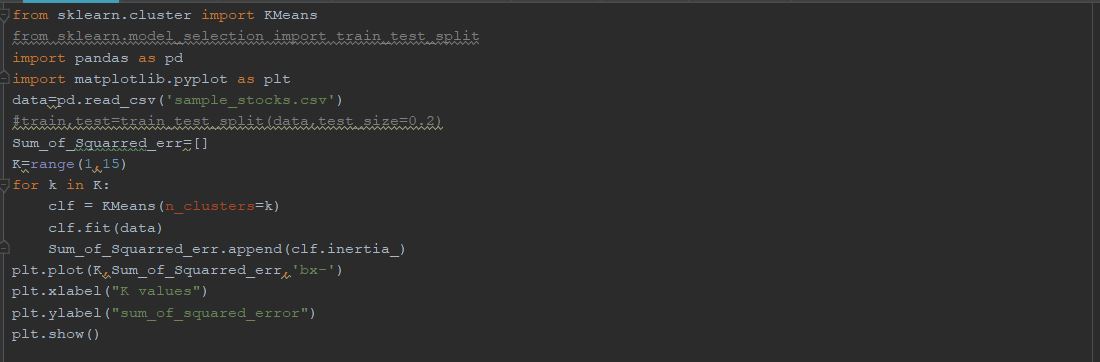 from sklearn.cluster import KMeans
from sklearn.model_selection import train_test_split
import pandas as pd
import matplotlib.pyplot as plt
data=pd.read_csv('sample_stocks.csv')
#train,test=train_test_split(data,test_size=0.2)
Sum_of_Squarred_err=[]
K=range(1,15)
for k in K:
    clf = KMeans(n_clusters=k)
    clf.fit(data)
    Sum_of_Squarred_err.append(clf.inertia_)
plt.plot(K,Sum_of_Squarred_err,'bx-')
plt.xlabel("K values")
plt.ylabel("sum_of_squared_error")
plt.show()